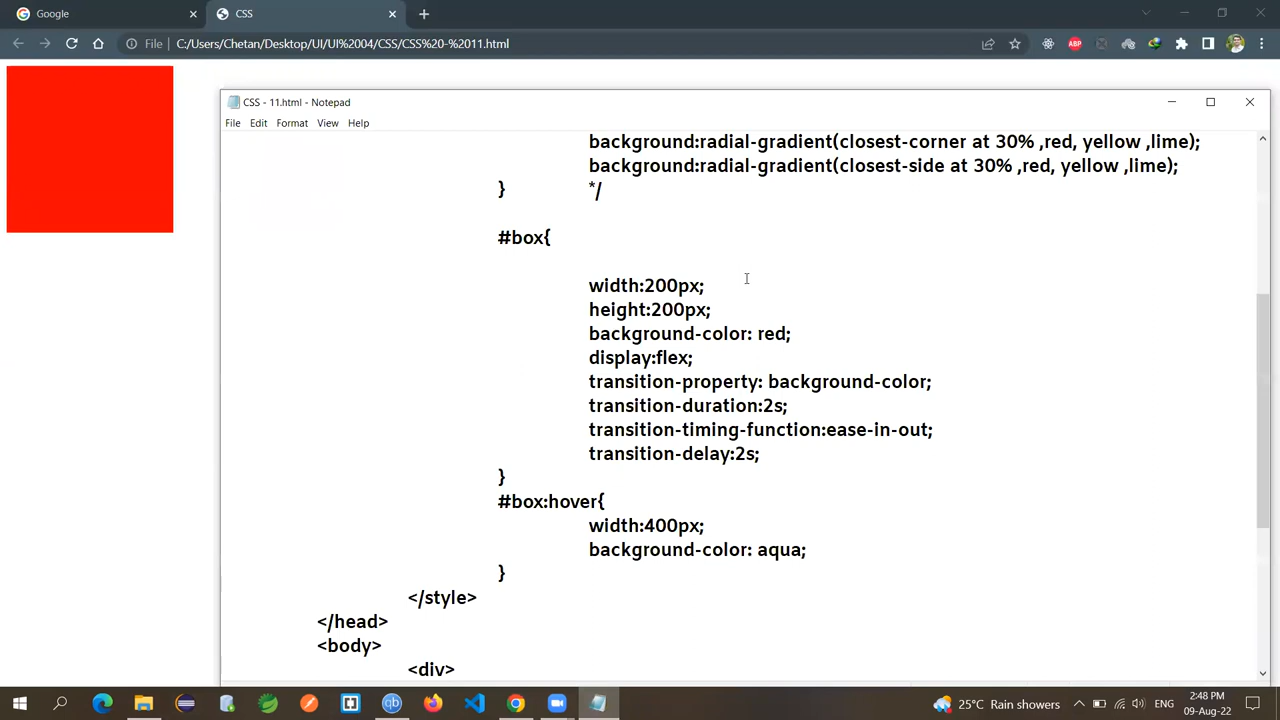 Google
CSS
File
C:/Users/Chetan/Desktop/UI/UI%2004/CSS/CSS%20-%2011.html
ABP
CSS - 11.html - Notepad
File Edit Format View Help
background:radial-gradient(closest-corner at 30% ,red, yellow ,lime);
background:radial-gradient(closest-side at 30% ,red, yellow ,lime);
} */
#box{
width:200px;
height:200px;
background-color: red;
display:flex;
transition-property: background-color;
transition-duration:2s;
transition-timing-function:ease-in-out;
transition-delay:2s;
}
#box:hover{
width:400px;
background-color: aqua;
}
</style>
</head>
<body>
<div>
qb
25°C Rain showers
ENG
2:48 PM
09-Aug-22